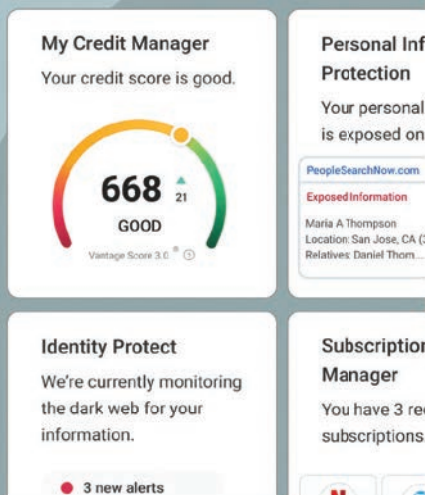 My Credit Manager
Your credit score is good.
668
21
GOOD
Vantage Score 3.0 ®
Personal Inf
Protection
Your personal
is exposed on
PeopleSearchNow.com
Exposed Information
Maria A Thompson
Location: San Jose, CA (3
Relatives: Daniel Thom...
Identity Protect
We're currently monitoring
the dark web for your
information.
3 new alerts
Subscription
Manager
You have 3 rec
subscriptions